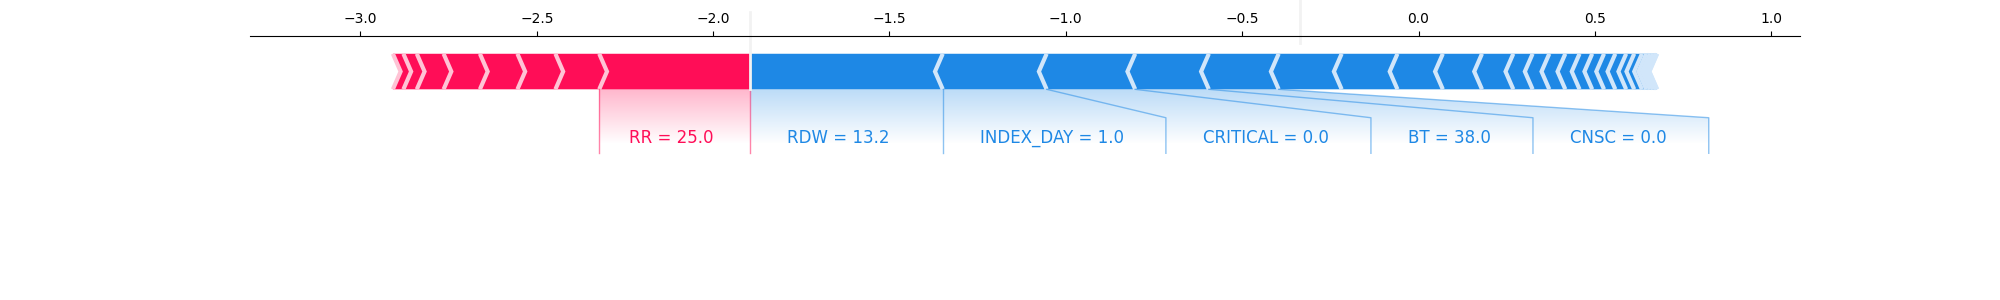 −3.0 −2.5 −2.0 −1.5 −1.0 −0.5 0.0 0.5 1.0
RR = 25.0 RDW = 13.2 INDEX_DAY = 1.0 CRITICAL = 0.0 BT = 38.0 CNSC = 0.0